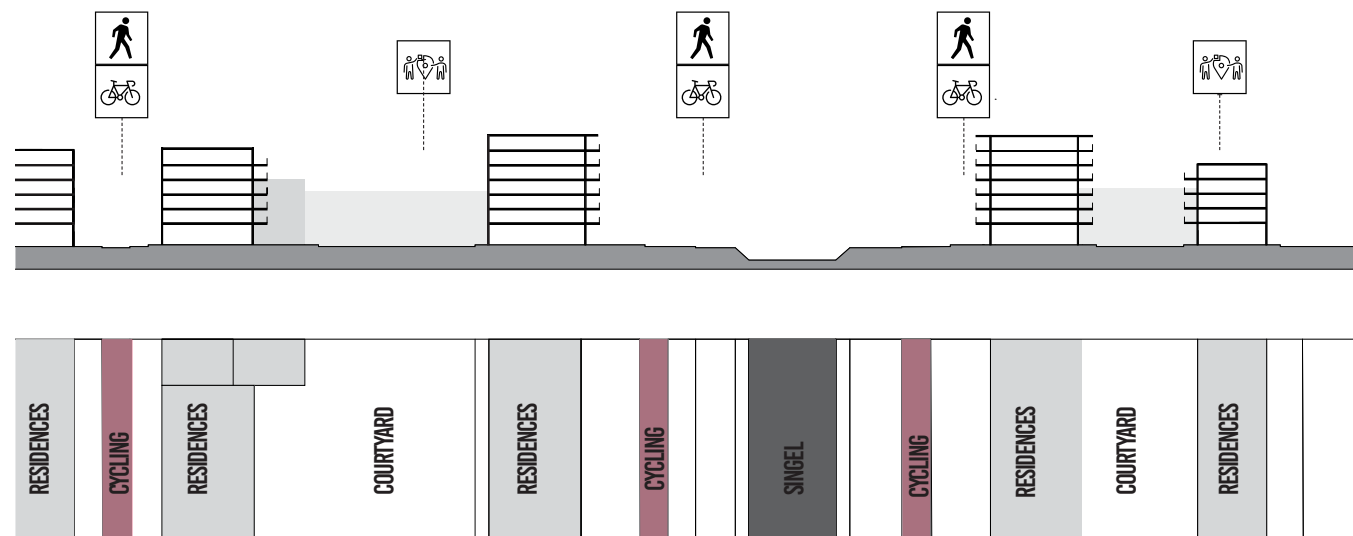 RESIDENCES
CYCLING
RESIDENCES
COURTYARD
RESIDENCES
CYCLING
SINGEL
CYCLING
RESIDENCES
COURTYARD
RESIDENCES